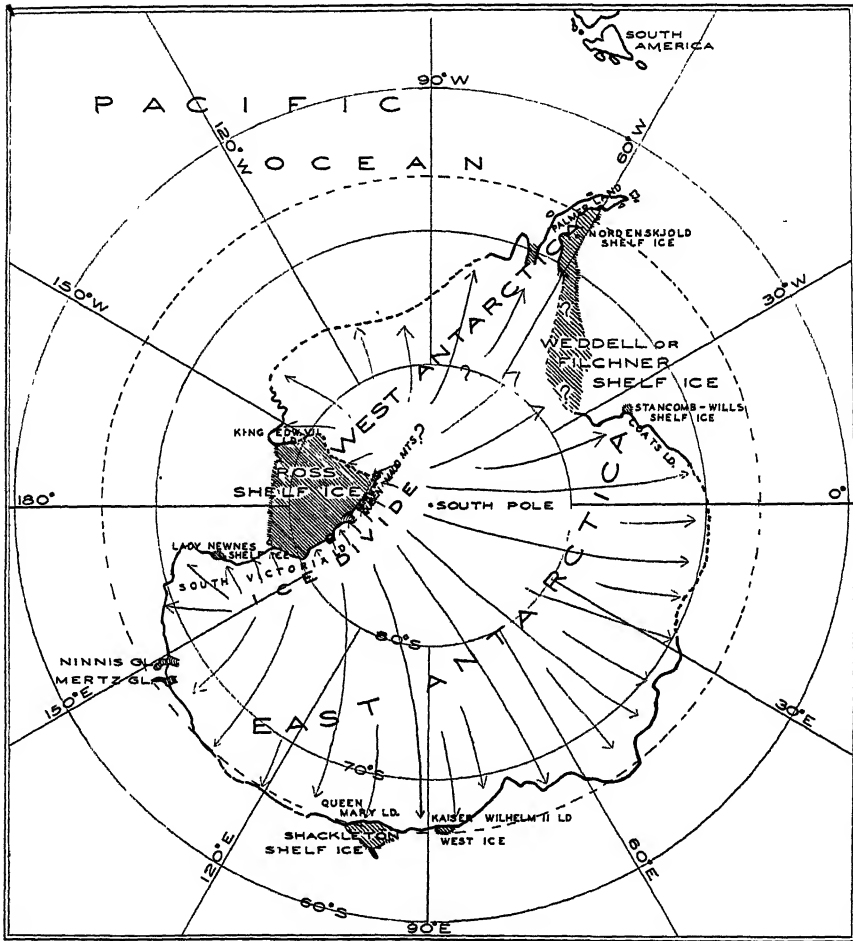 SOUTH
AMERICA
90°W
PACIFIC
OCEAN
120°W
60°W
PALMER LAND
NORDENSKJOLD
SHELF ICE
150°W
30°W
WEST ANTARCTICA
?
WEDDELL OR
FILCHNER
SHELF ICE
?
?
?
STANCOMB-WILLS
SHELF ICE
COATS LD.
KING EDW. VII
LD.
ROSS
SHELF ICE
MTS?
180°
SOUTH POLE
0°
LADY NEWNES
SHELF ICE
SOUTH VICTORIA LD
ICE DIVIDE
80°S
NINNIS GL.
MERTZ GL.
150°E
30°E
EAST ANTARCTICA
70°S
QUEEN
MARY LD.
KAISER WILHELM II LD
SHACKLETON
SHELF ICE
WEST ICE
120°E
60°E
60°S
90°E